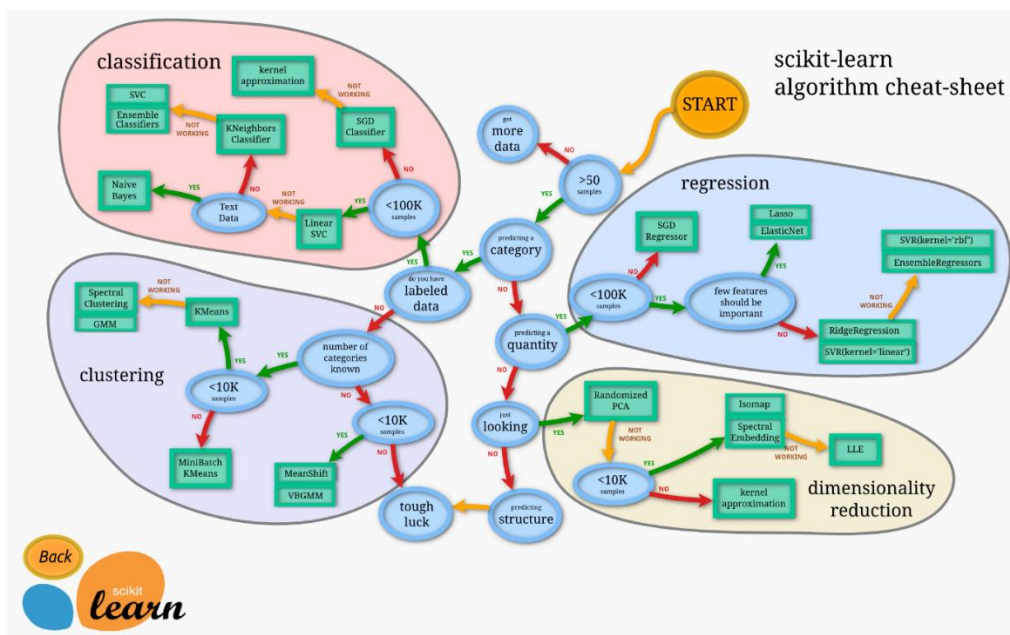 scikit-learn
algorithm cheat-sheet
START
classification
kernel
approximation
NOT
WORKING
SVC
Ensemble
Classifiers
NOT
WORKING
KNeighbors
Classifier
SGD
Classifier
NO
NO
Naive
Bayes
YES
Text
Data
NOT
WORKING
Linear
SVC
YES
<100K
samples
get
more
data
NO
>50
samples
YES
predicting a
category
YES
NO
do you have
labeled
data
YES
NO
predicting a
quantity
YES
NO
just
looking
YES
NO
predicting
structure
tough
luck
regression
SGD
Regressor
NO
<100K
samples
YES
Lasso
ElasticNet
YES
few features
should be
important
NO
SVR(kernel='rbf')
EnsembleRegressors
NOT
WORKING
RidgeRegression
SVR(kernel='linear')
clustering
Spectral
Clustering
GMM
NOT
WORKING
KMeans
YES
<10K
samples
NO
MiniBatch
KMeans
YES
number of
categories
known
NO
<10K
samples
YES
NO
MeanShift
VBGMM
Randomized
PCA
NOT
WORKING
<10K
samples
YES
NO
Isomap
Spectral
Embedding
NOT
WORKING
LLE
kernel
approximation
dimensionality
reduction
Back
scikit
learn